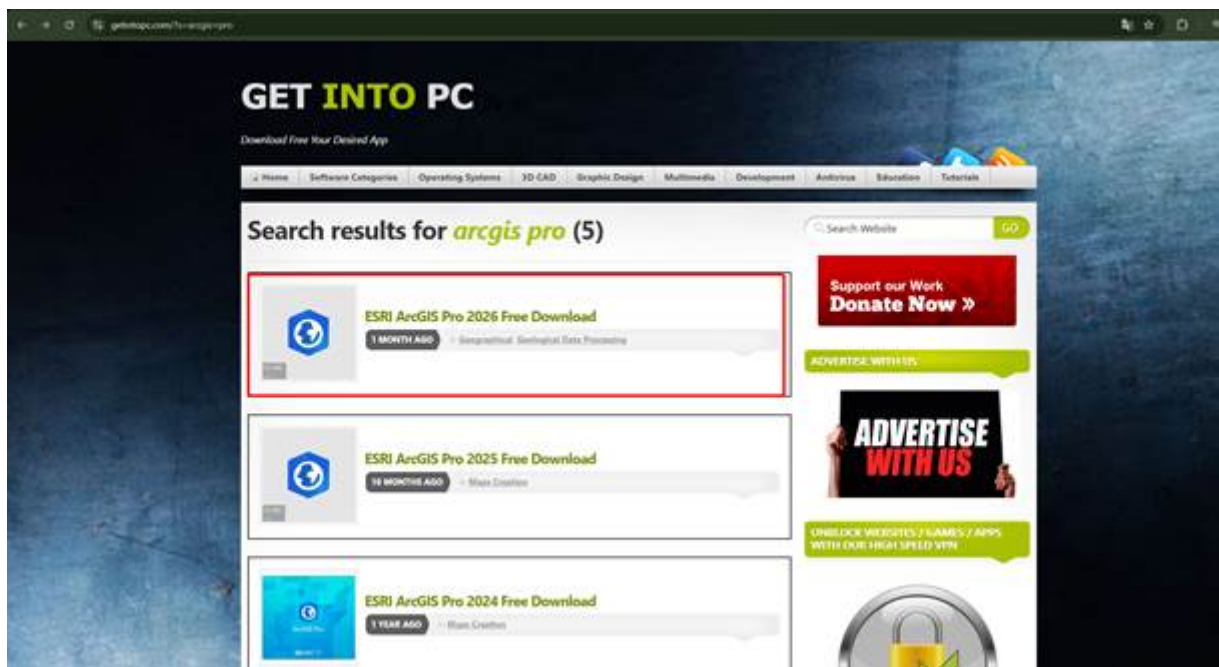 getintopc.com/?s=arcgis+pro
GET INTO PC
Download Free Your Desired App
Home Software Categories Operating Systems 3D CAD Graphic Design Multimedia Development Antivirus Education Tutorials
Search results for arcgis pro (5)
Search Website GO
ESRI ArcGIS Pro 2026 Free Download
1 MONTH AGO Geographical Geological Data Processing
Support our Work
Donate Now »
ADVERTISE WITH US
ADVERTISE
WITH US
ESRI ArcGIS Pro 2025 Free Download
10 MONTHS AGO Maps Creation
UNBLOCK WEBSITES / GAMES / APPS
WITH OUR HIGH SPEED VPN
ESRI ArcGIS Pro 2024 Free Download
1 YEAR AGO Maps Creation